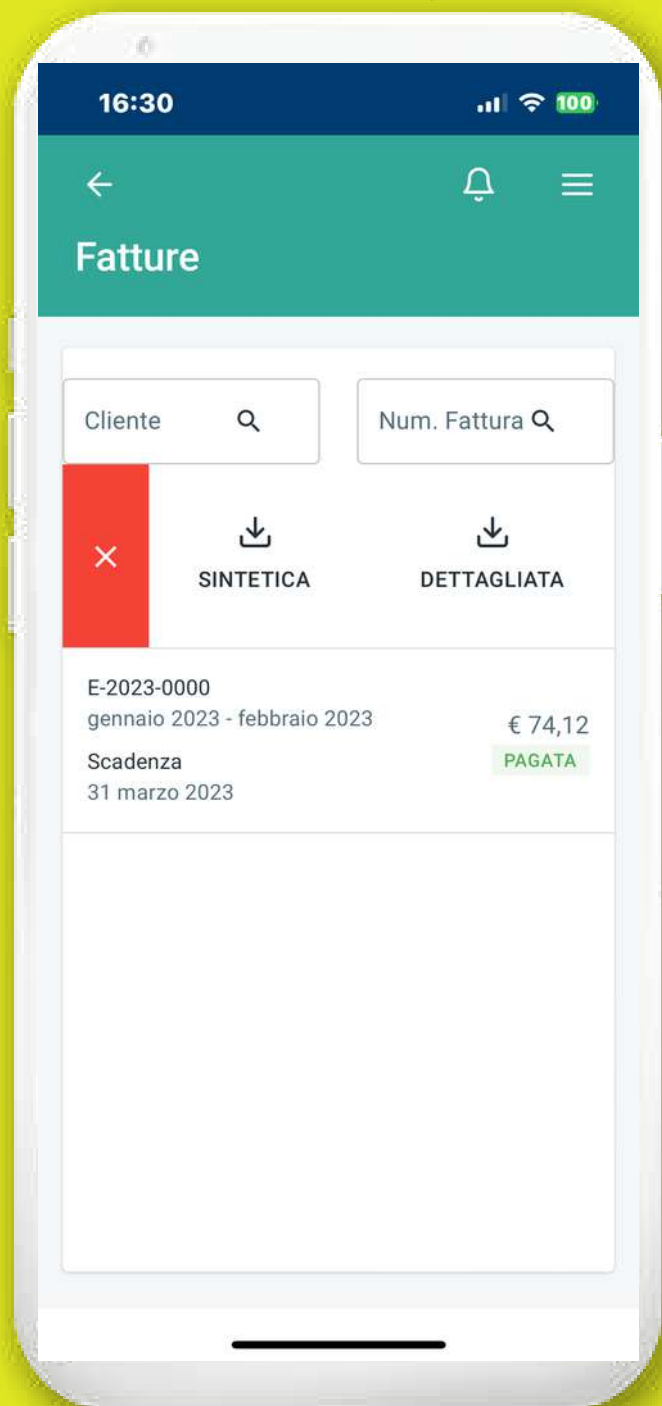 16:30 100
Fatture
Cliente Num. Fattura
SINTETICA DETTAGLIATA
E-2023-0000
gennaio 2023 - febbraio 2023 € 74,12
Scadenza PAGATA
31 marzo 2023